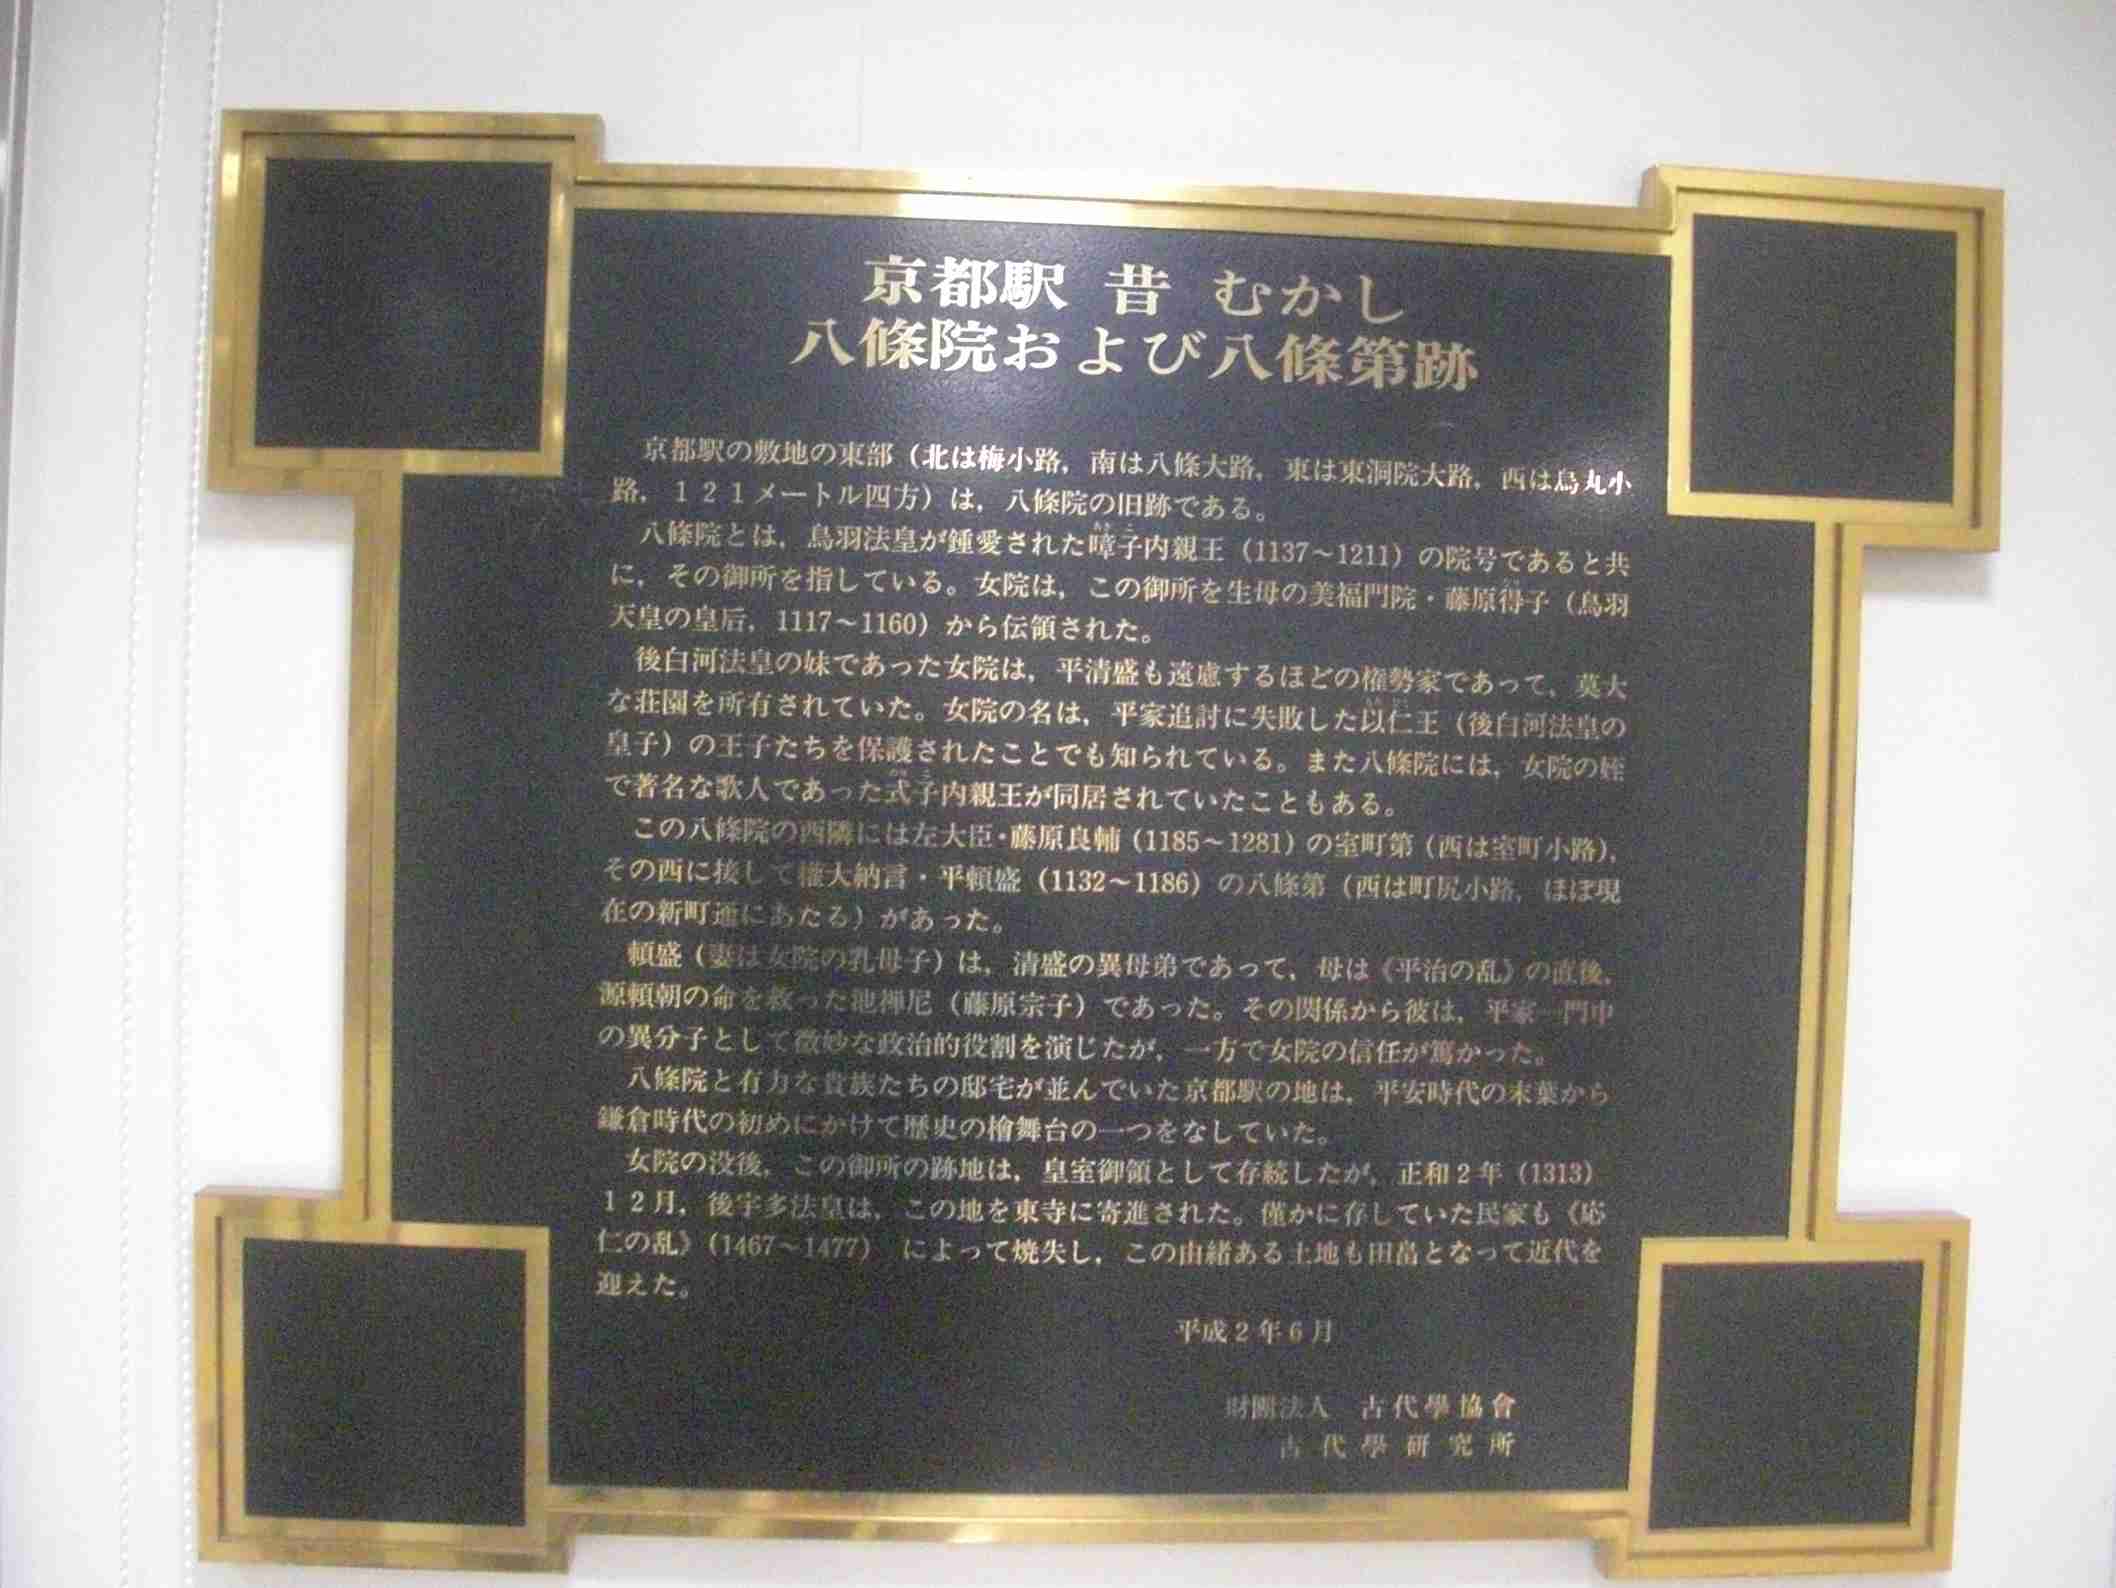 京都駅 昔 むかし
八條院および八條第跡
京都駅の敷地の東部（北は梅小路，南は八條大路，東は東洞院大路，西は烏丸小
路，１２１メートル四方）は，八條院の旧跡である。
八條院とは，鳥羽法皇が鍾愛された暲子内親王（1137～1211）の院号であると共
に，その御所を指している。女院は，この御所を生母の美福門院・藤原得子（鳥羽
天皇の皇后，1117～1160）から伝領された。
後白河法皇の妹であった女院は，平清盛も遠慮するほどの権勢家であって，莫大
な荘園を所有されていた。女院の名は，平家追討に失敗した以仁王（後白河法皇の
皇子）の王子たちを保護されたことでも知られている。また八條院には，女院の姪
で著名な歌人であった式子内親王が同居されていたこともある。
この八條院の西隣には左大臣・藤原良輔（1185～1281）の室町第（西は室町小路），
その西に接して権大納言・平頼盛（1132～1186）の八條第（西は町尻小路，ほぼ現
在の新町通にあたる）があった。
頼盛（妻は女院の乳母子）は，清盛の異母弟であって，母は《平治の乱》の直後，
源頼朝の命を救った池禅尼（藤原宗子）であった。その関係から彼は，平家一門中
の異分子として微妙な政治的役割を演じたが，一方で女院の信任が篤かった。
八條院と有力な貴族たちの邸宅が並んでいた京都駅の地は，平安時代の末葉から
鎌倉時代の初めにかけて歴史の檜舞台の一つをなしていた。
女院の没後，この御所の跡地は，皇室御領として存続したが，正和２年（1313）
１２月，後宇多法皇は，この地を東寺に寄進された。僅かに存していた民家も《応
仁の乱》（1467～1477） によって焼失し，この由緒ある土地も田畠となって近代を
迎えた。
平成２年６月
財團法人 古代學協會
古代學研究所